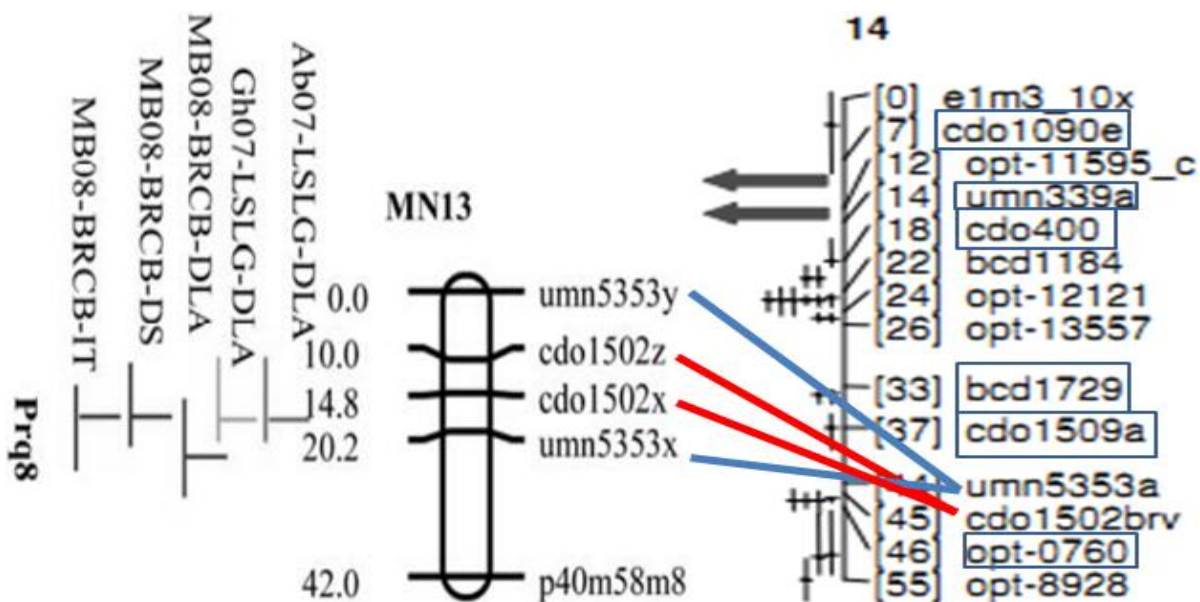 MB08-BRCB-IT
MB08-BRCB-DS
MB08-BRCB-DLA
Gh07-LSLG-DLA
Ab07-LSLG-DLA
Prq8
MN13
0.0 umn5353y
10.0 cdo1502z
14.8 cdo1502x
20.2 umn5353x
42.0 p40m58m8
14
[0] e1m3_10x
[7] cdo1090e
[12] opt-11595_c
[14] umn339a
[18] cdo400
[22] bcd1184
[24] opt-12121
[26] opt-13557
[33] bcd1729
[37] cdo1509a
umn5353a
[45] cdo1502brv
[46] opt-0760
[55] opt-8928